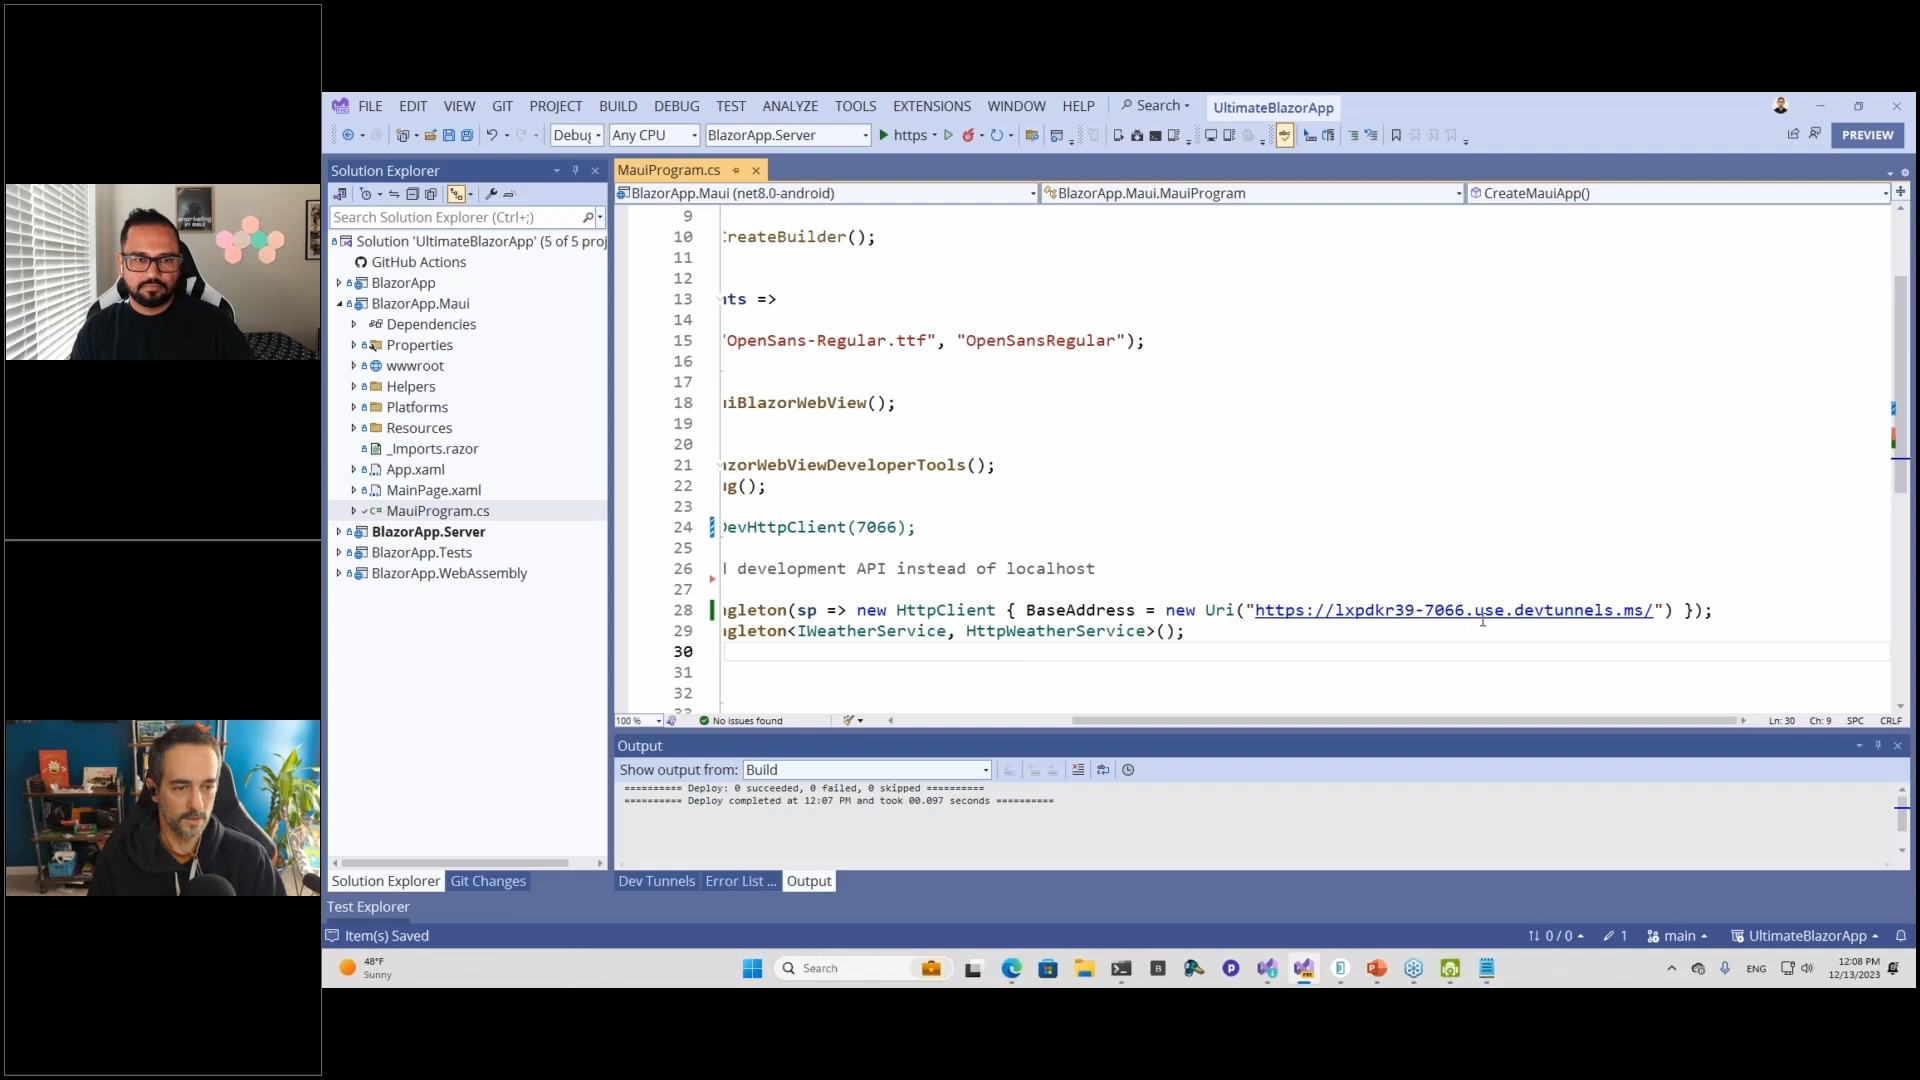 FILE EDIT VIEW GIT PROJECT BUILD DEBUG TEST ANALYZE TOOLS EXTENSIONS WINDOW HELP Search UltimateBlazorApp
Any CPU BlazorApp.Server https PREVIEW
Solution Explorer
Search Solution Explorer (Ctrl+;)
Solution 'UltimateBlazorApp' (5 of 5 proj
GitHub Actions
BlazorApp
BlazorApp.Maui
Dependencies
Properties
wwwroot
Helpers
Platforms
Resources
_Imports.razor
App.xaml
MainPage.xaml
C# MauiProgram.cs
BlazorApp.Server
BlazorApp.Tests
BlazorApp.WebAssembly
Solution Explorer Git Changes
Test Explorer
MauiProgram.cs
BlazorApp.Maui (net8.0-android) BlazorApp.Maui.MauiProgram CreateMauiApp()
9
10 CreateBuilder();
11
12
13 nts =>
14
15 "OpenSans-Regular.ttf", "OpenSansRegular");
16
17
18 uiBlazorWebView();
19
20
21 azorWebViewDeveloperTools();
22 ug();
23
24 DevHttpClient(7066);
25
26 d development API instead of localhost
27
28 ngleton(sp => new HttpClient { BaseAddress = new Uri("https://lxpdkr39-7066.use.devtunnels.ms/") });
29 ngleton<IWeatherService, HttpWeatherService>();
30
31
32
33
100 % No issues found Ln: 30 Ch: 9 SPC CRLF
Output
Show output from: Build
========== Deploy: 0 succeeded, 0 failed, 0 skipped ==========
========== Deploy completed at 12:07 PM and took 00.097 seconds ==========
Dev Tunnels Error List ... Output
Item(s) Saved 0 / 0 1 main UltimateBlazorApp
48°F
Sunny
Search
ENG
12:08 PM
12/13/2023